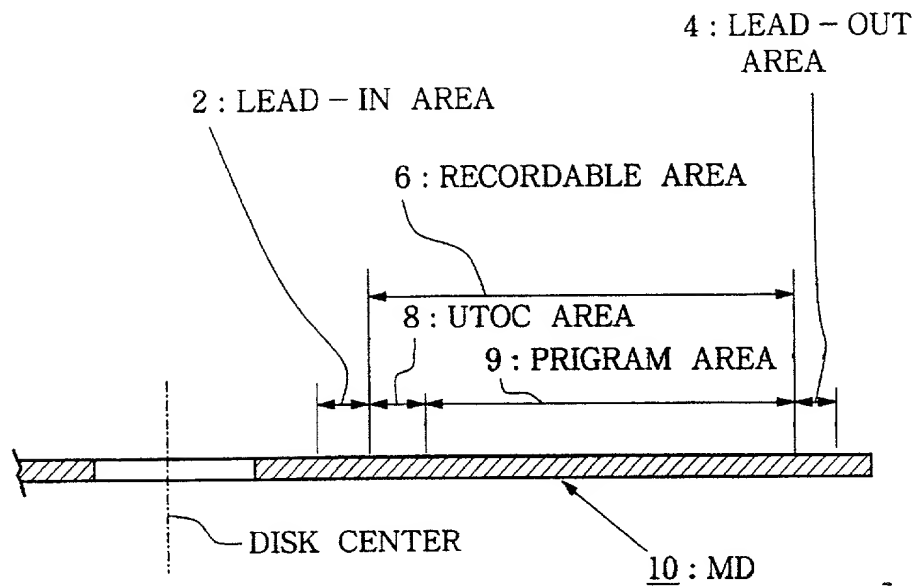 4 : LEAD - OUT
AREA
2 : LEAD - IN AREA
6 : RECORDABLE AREA
8 : UTOC AREA
9 : PRIGRAM AREA
DISK CENTER
10 : MD